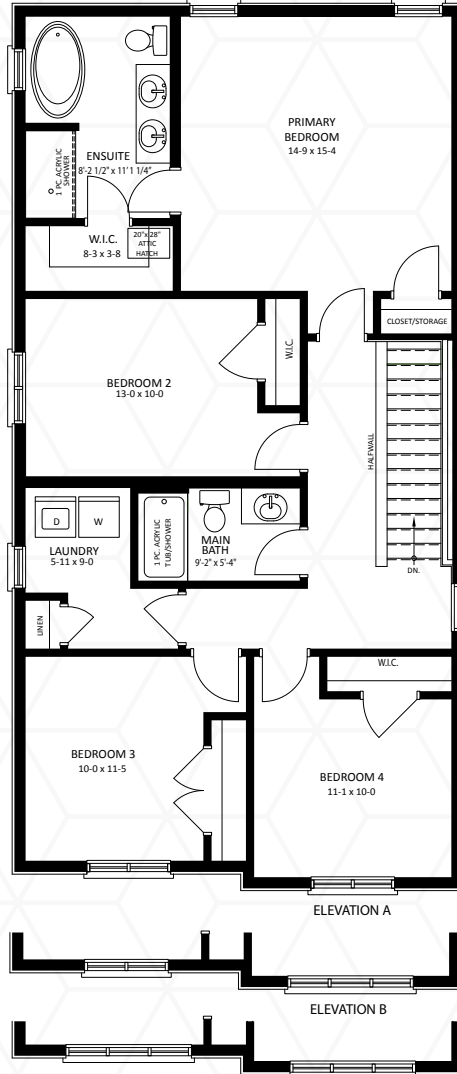 PRIMARY
BEDROOM
14-9 x 15-4
1 PC. ACRYLIC
SHOWER
ENSUITE
8'-2 1/2" x 11'1 1/4"
W.I.C.
8-3 x 3-8
20"x 28"
ATTIC
HATCH
CLOSET/STORAGE
W.I.C.
BEDROOM 2
13-0 x 10-0
HALFWALL
D
W
LAUNDRY
5-11 x 9-0
1 PC. ACRYLIC
TUB/SHOWER
MAIN
BATH
9'-2" x 5'-4"
DN.
LINEN
W.I.C.
BEDROOM 3
10-0 x 11-5
BEDROOM 4
11-1 x 10-0
ELEVATION A
ELEVATION B